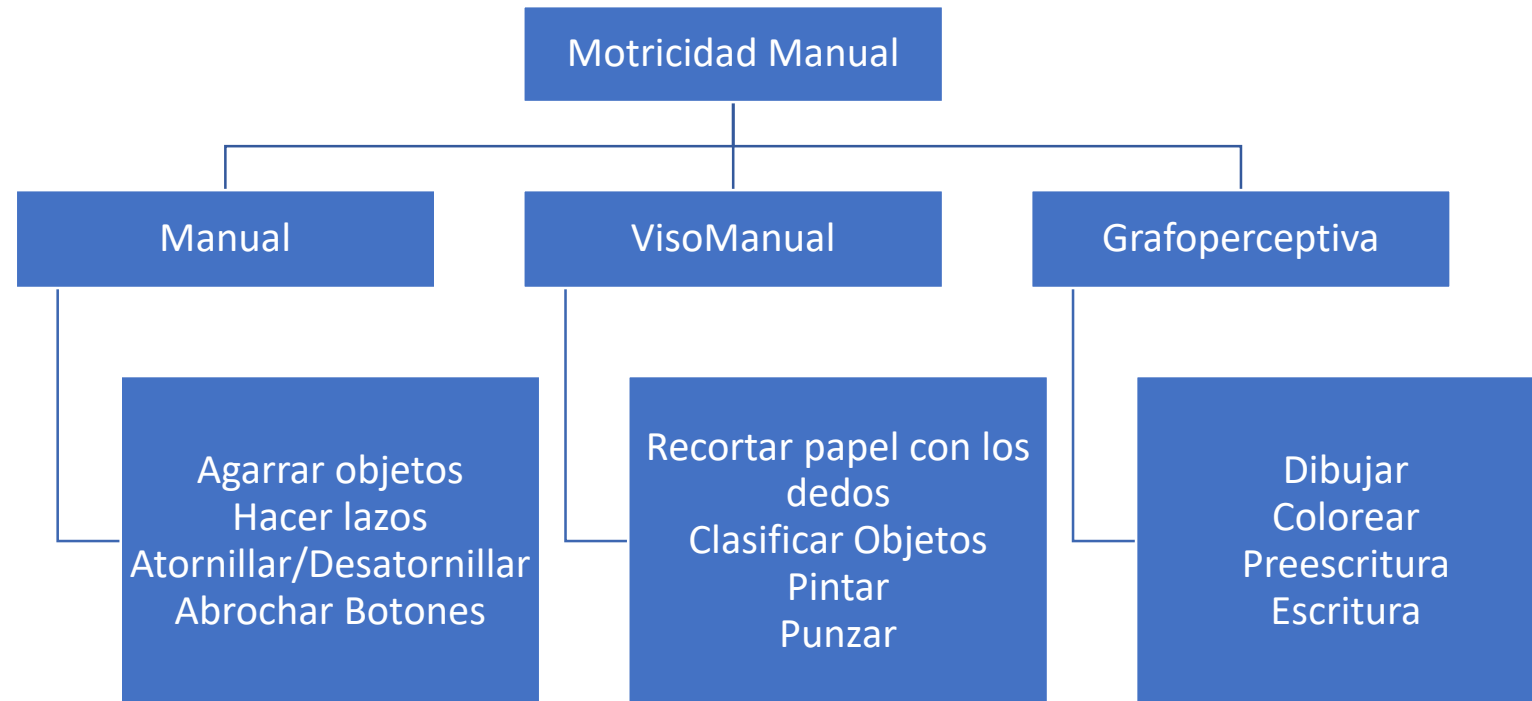 Motricidad Manual
Manual
VisoManual
Grafoperceptiva
Agarrar objetos
Hacer lazos
Atornillar/Desatornillar
Abrochar Botones
Recortar papel con los
dedos
Clasificar Objetos
Pintar
Punzar
Dibujar
Colorear
Preescritura
Escritura